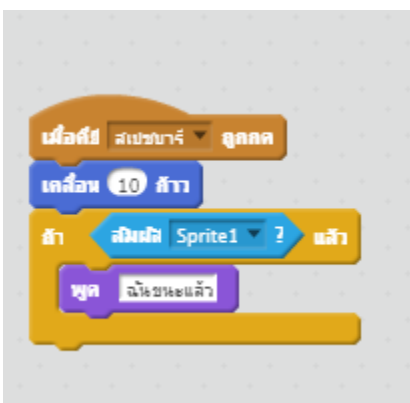 เมื่อคีย์ สเปซบาร์ ถูกกด
เคลื่อน 10 ก้าว
ถ้า สัมผัส Sprite1 ? แล้ว
พูด ฉันชนะแล้ว